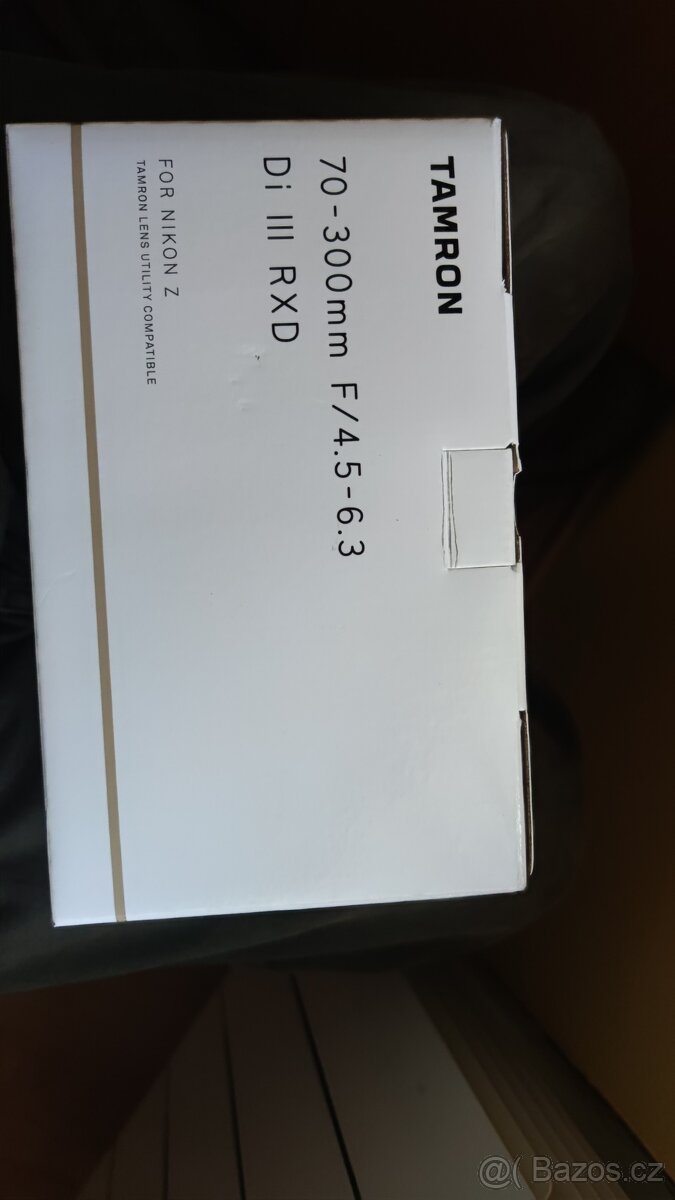 TAMRON
70-300mm F/4.5-6.3
Di III RXD
FOR NIKON Z
TAMRON LENS UTILITY COMPATIBLE
@( Bazos.cz